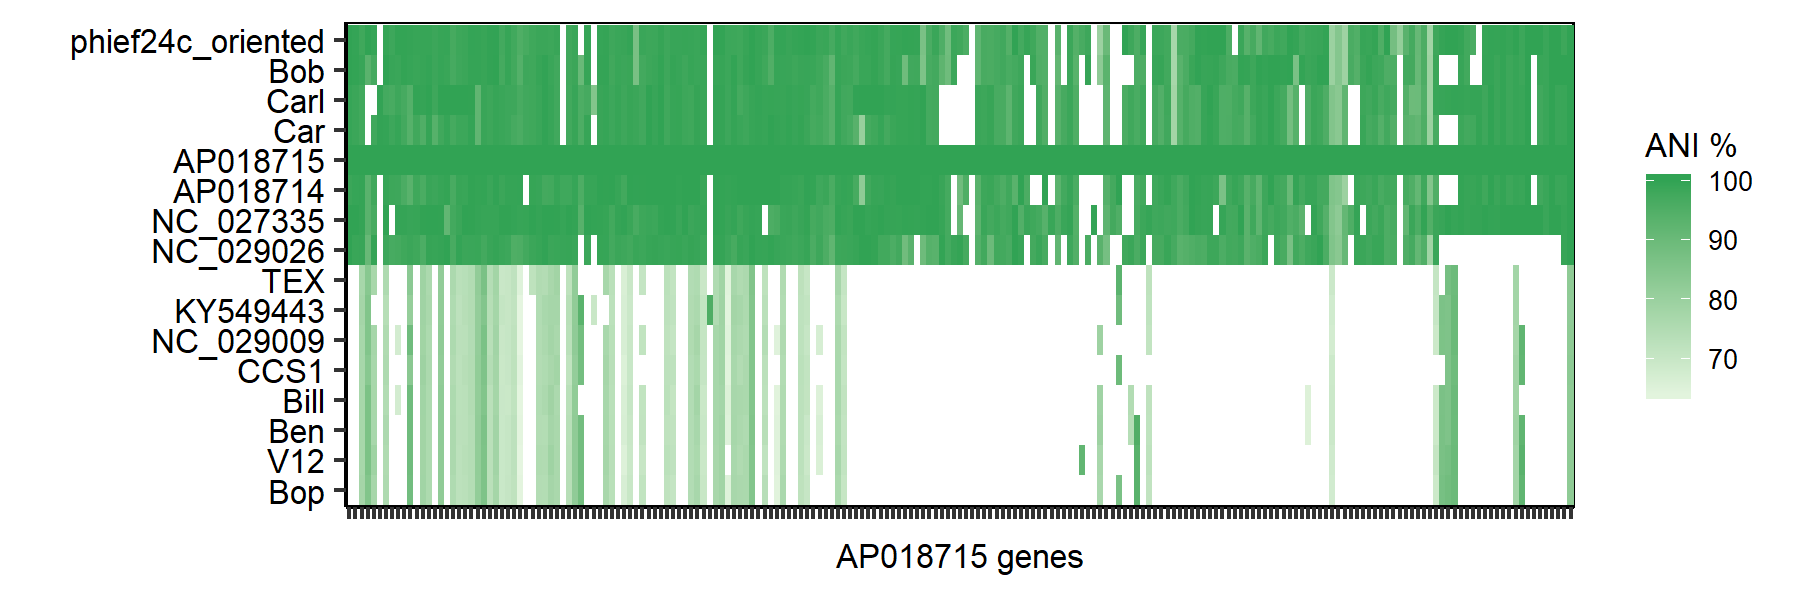 phief24c_oriented
Bob
Carl
Car
AP018715
AP018714
NC_027335
NC_029026
TEX
KY549443
NC_029009
CCS1
Bill
Ben
V12
Bop
AP018715 genes
ANI %
100
90
80
70